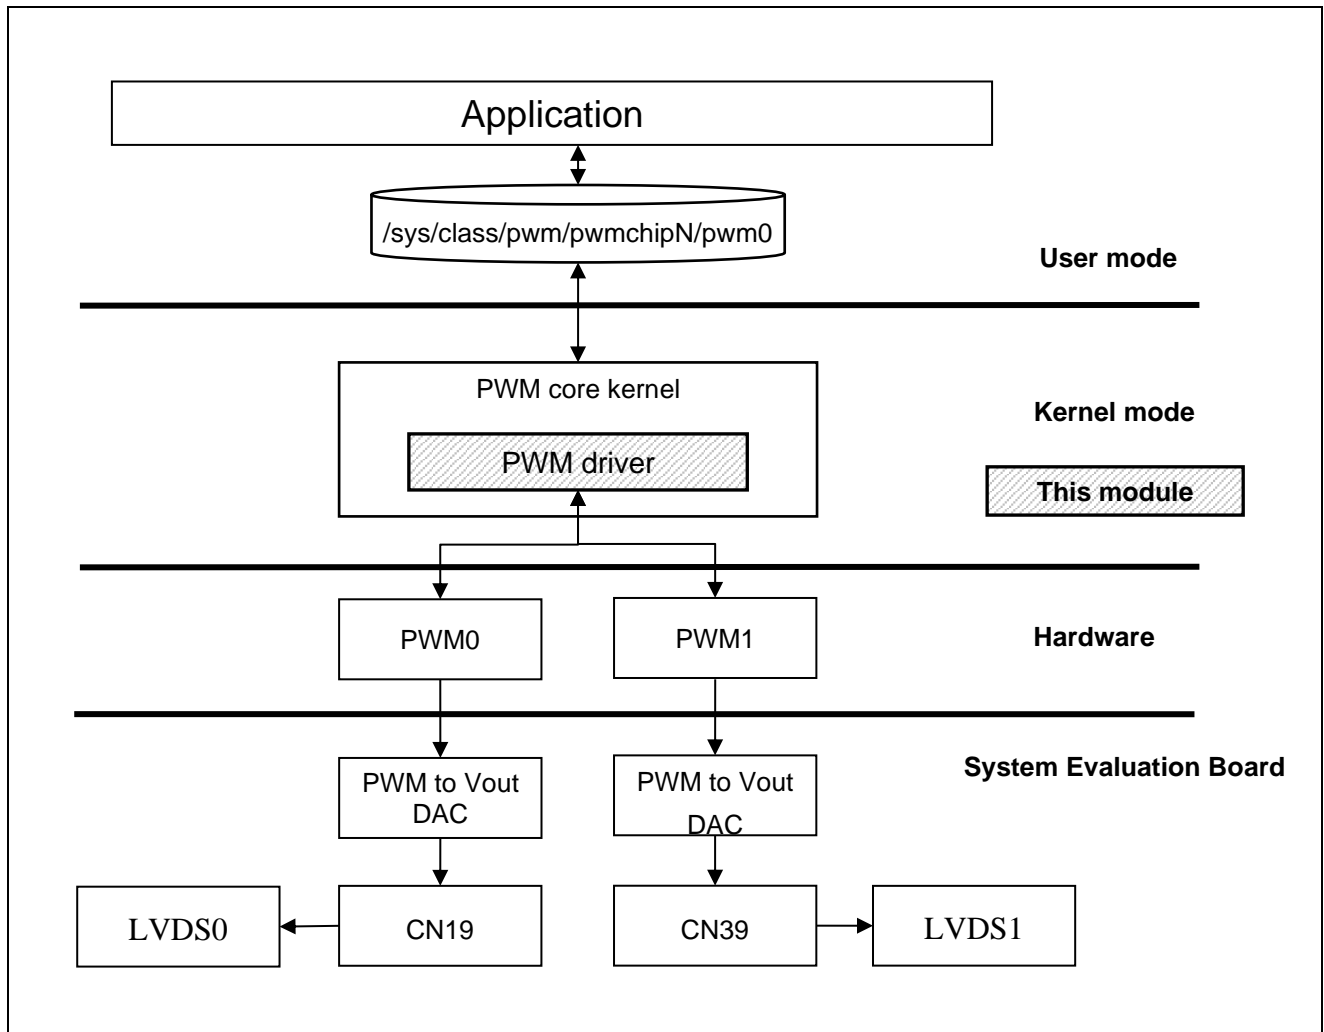 Application
/sys/class/pwm/pwmchipN/pwm0
User mode
PWM core kernel
Kernel mode
PWM driver
This module
PWM0
PWM1
Hardware
PWM to Vout
DAC
PWM to Vout
DAC
System Evaluation Board
LVDS0
CN19
CN39
LVDS1